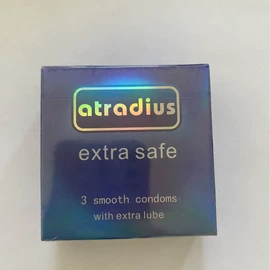 atradius
extra safe
3 smooth condoms
with extra lube